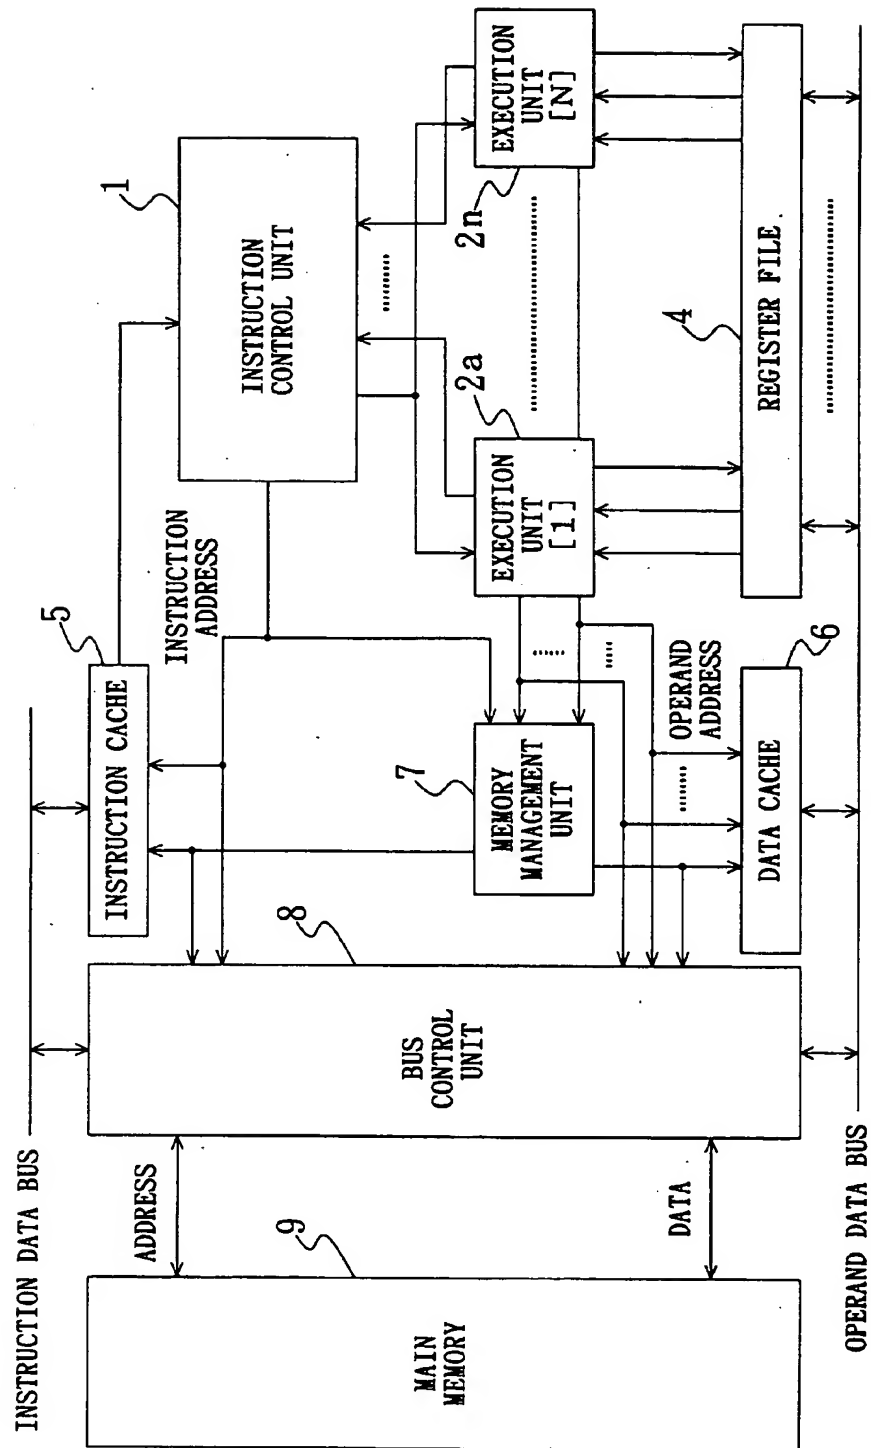 INSTRUCTION DATA BUS
INSTRUCTION CACHE
5
INSTRUCTION
ADDRESS
1
INSTRUCTION
CONTROL UNIT
ADDRESS
8
BUS
CONTROL
UNIT
9
MAIN
MEMORY
7
MEMORY
MANAGEMENT
UNIT
EXECUTION
UNIT
[1]
2a
EXECUTION
UNIT
[N]
2n
OPERAND
ADDRESS
DATA
DATA CACHE
6
REGISTER FILE.
4
OPERAND DATA BUS